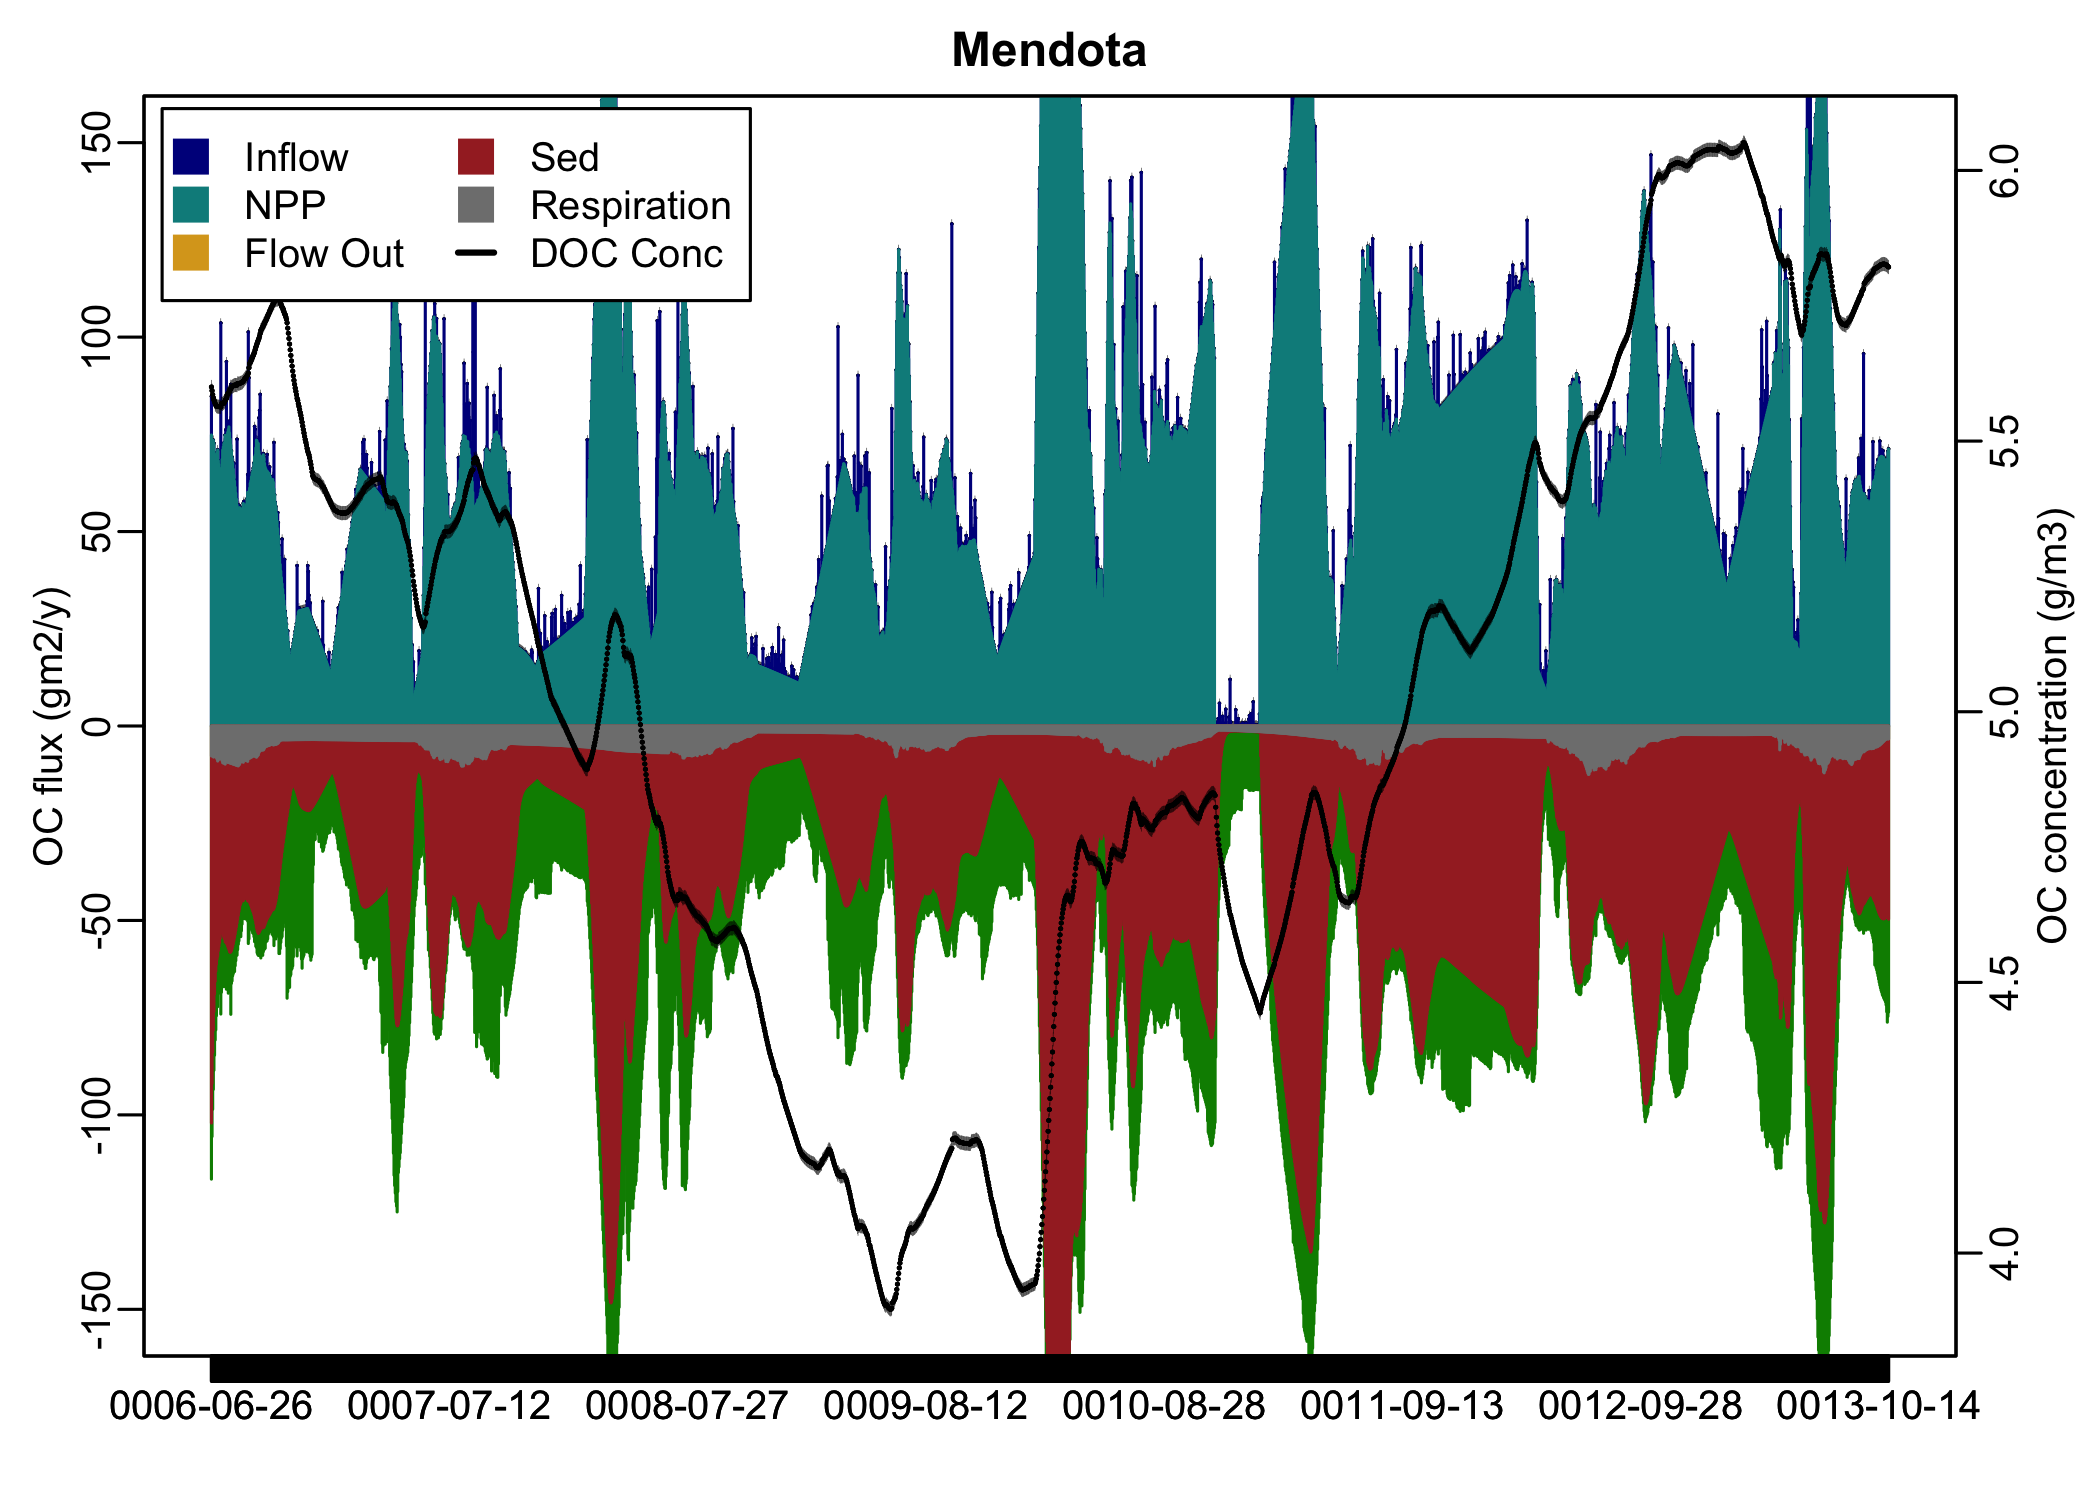 Mendota
Inflow
NPP
Flow Out
Sed
Respiration
DOC Conc
150
100
50
0
-50
-100
-150
OC flux (gm2/y)
6.0
5.5
5.0
4.5
4.0
OC concentration (g/m3)
0006-06-26 0007-07-12 0008-07-27 0009-08-12 0010-08-28 0011-09-13 0012-09-28 0013-10-14